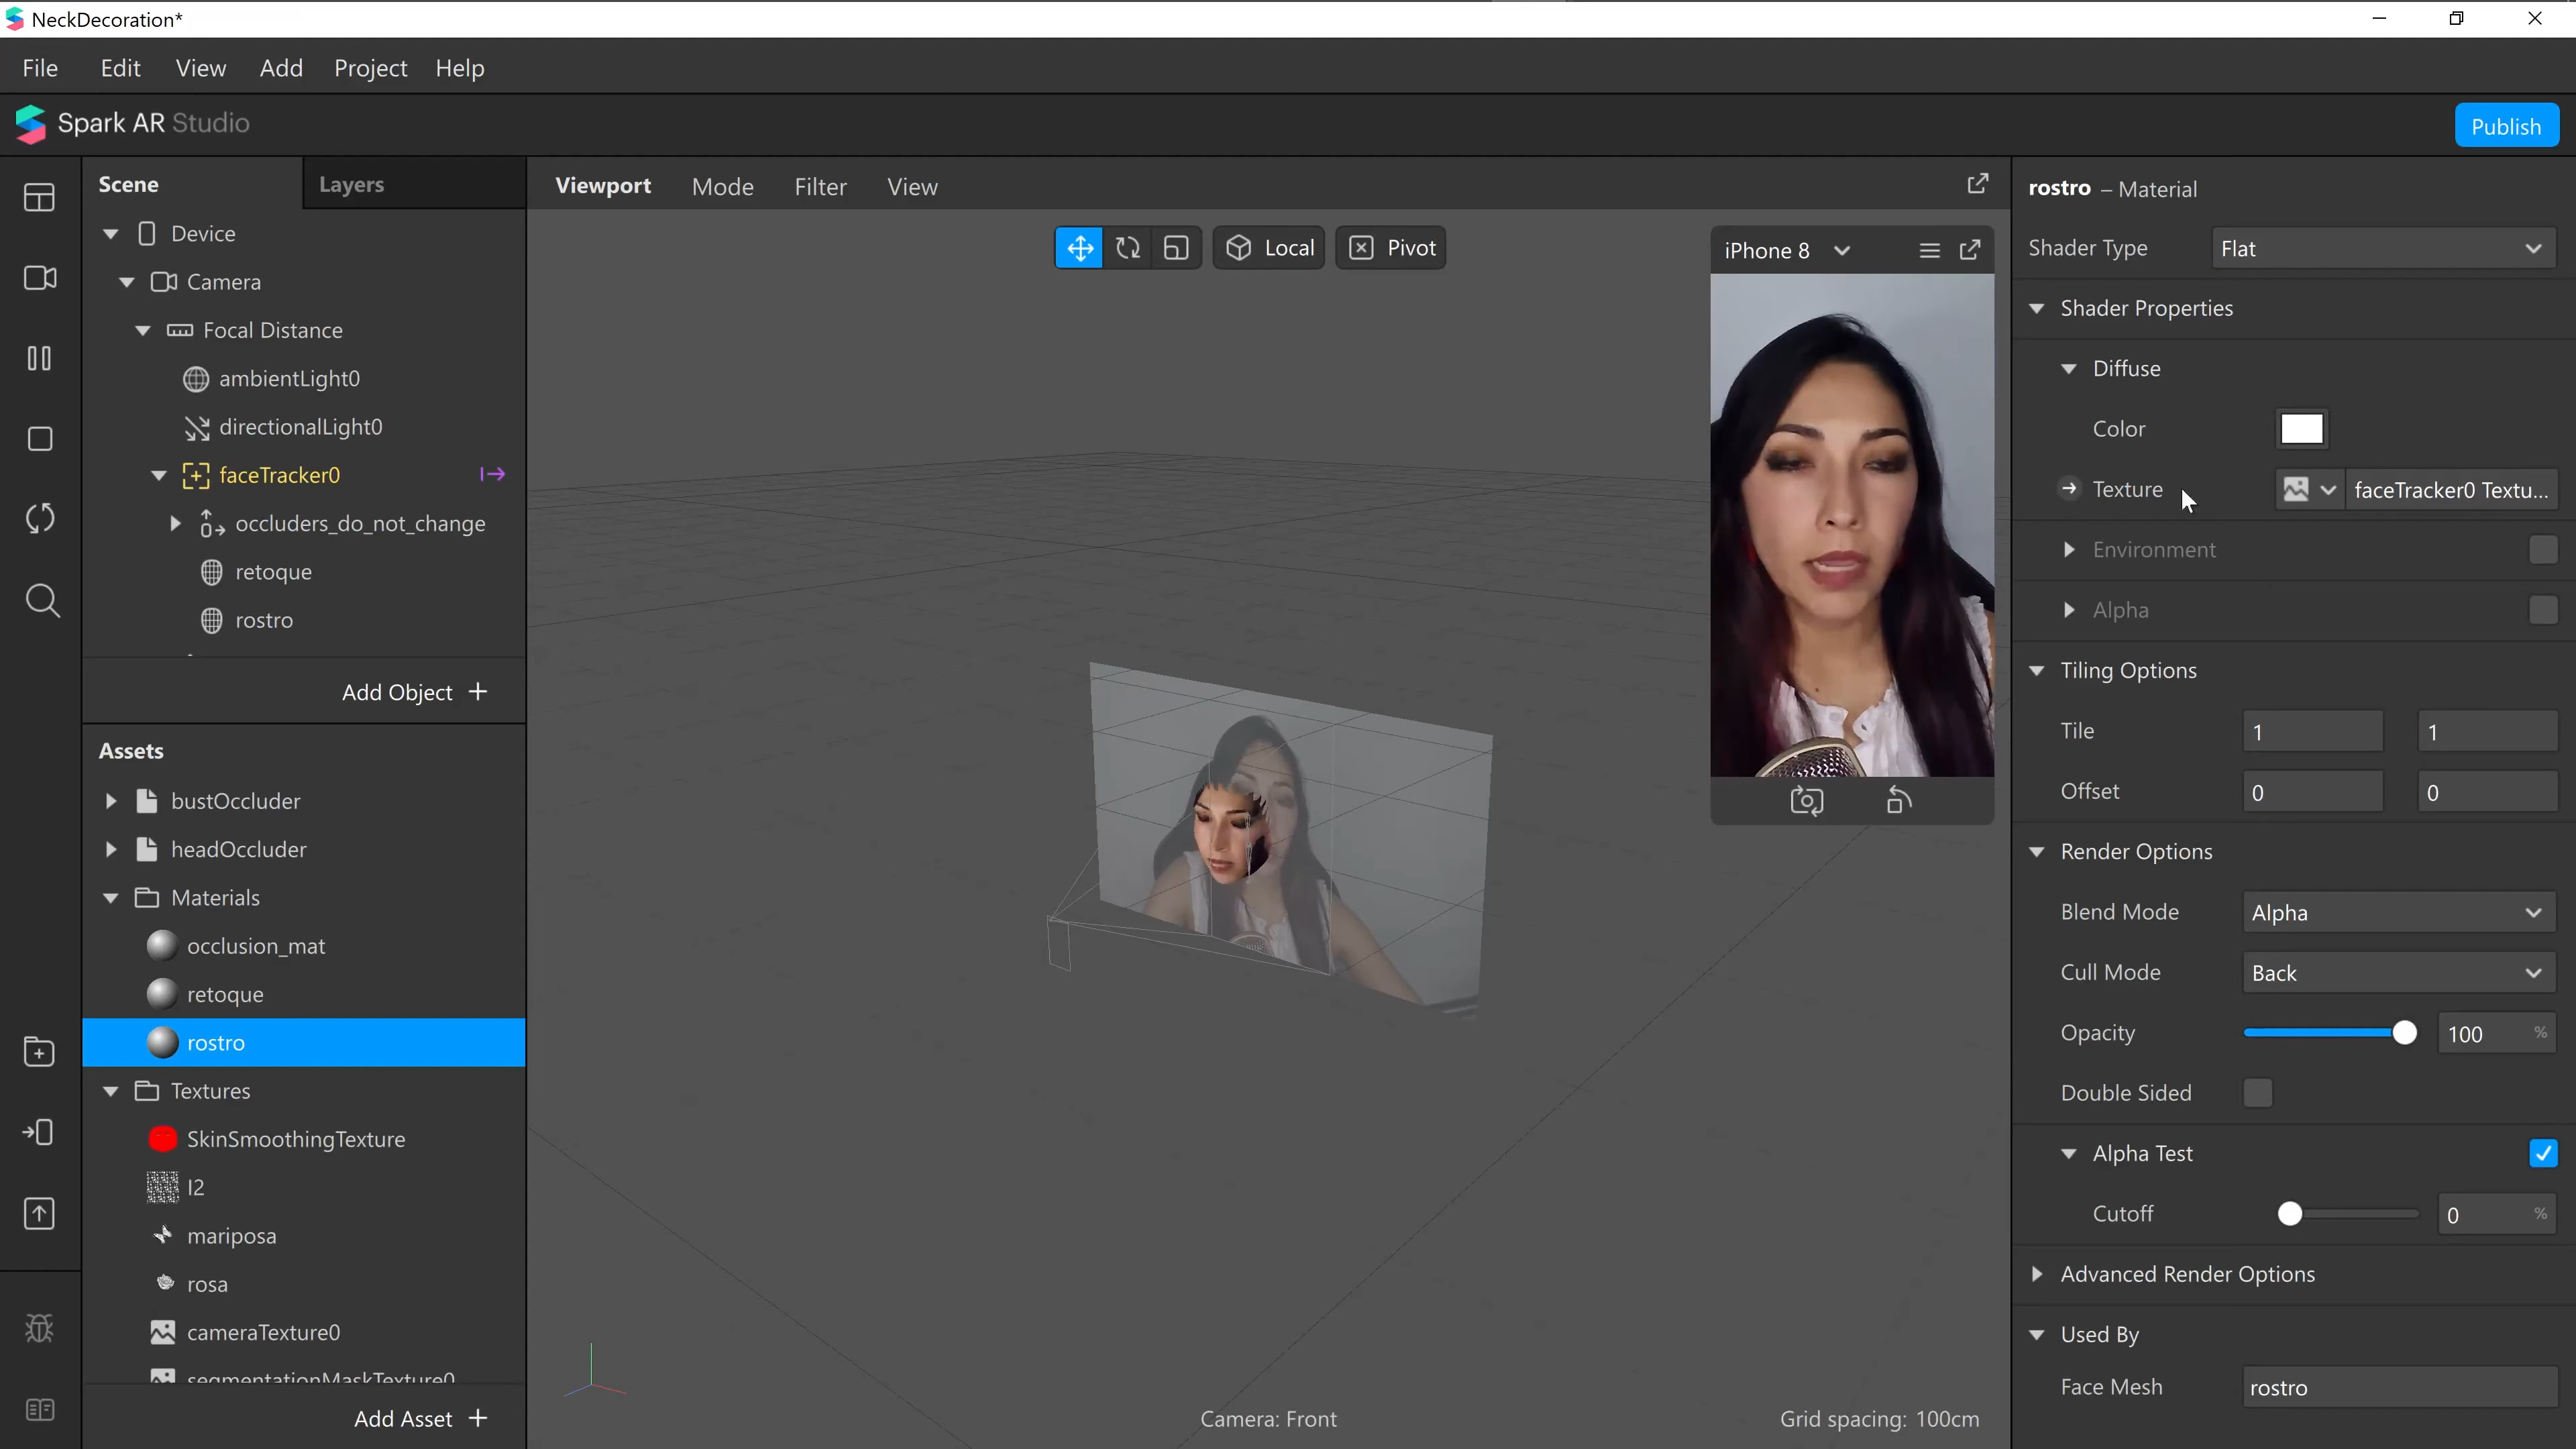 NeckDecoration*
File Edit View Add Project Help
Spark AR Studio
Publish
Scene Layers
Device
Camera
Focal Distance
ambientLight0
directionalLight0
faceTracker0
occluders_do_not_change
retoque
rostro
Add Object +
Assets
bustOccluder
headOccluder
Materials
occlusion_mat
retoque
rostro
Textures
SkinSmoothingTexture
l2
mariposa
rosa
cameraTexture0
segmentationMaskTexture0
Add Asset +
Viewport Mode Filter View
Local
Pivot
iPhone 8
Camera: Front
Grid spacing: 100cm
rostro – Material
Shader Type Flat
Shader Properties
Diffuse
Color
Texture faceTracker0 Textu...
Environment
Alpha
Tiling Options
Tile 1 1
Offset 0 0
Render Options
Blend Mode Alpha
Cull Mode Back
Opacity 100 %
Double Sided
Alpha Test
Cutoff 0 %
Advanced Render Options
Used By
Face Mesh rostro